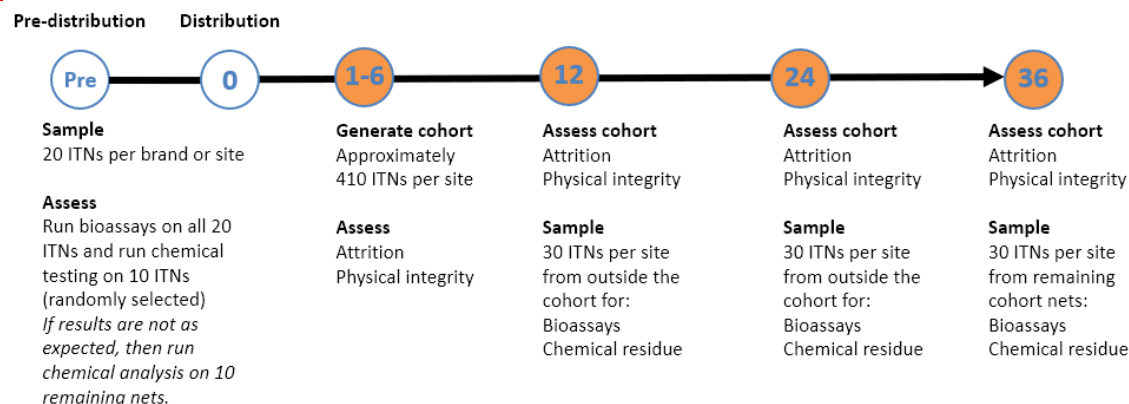 Pre-distribution
Distribution
Pre
0
1-6
12
24
36
Sample
20 ITNs per brand or site
Assess
Run bioassays on all 20
ITNs and run chemical
testing on 10 ITNs
(randomly selected)
If results are not as
expected, then run
chemical analysis on 10
remaining nets.
Generate cohort
Approximately
410 ITNs per site
Assess
Attrition
Physical integrity
Assess cohort
Attrition
Physical integrity
Sample
30 ITNs per site
from outside the
cohort for:
Bioassays
Chemical residue
Assess cohort
Attrition
Physical integrity
Sample
30 ITNs per site
from outside the
cohort for:
Bioassays
Chemical residue
Assess cohort
Attrition
Physical integrity
Sample
30 ITNs per site
from remaining
cohort nets:
Bioassays
Chemical residue